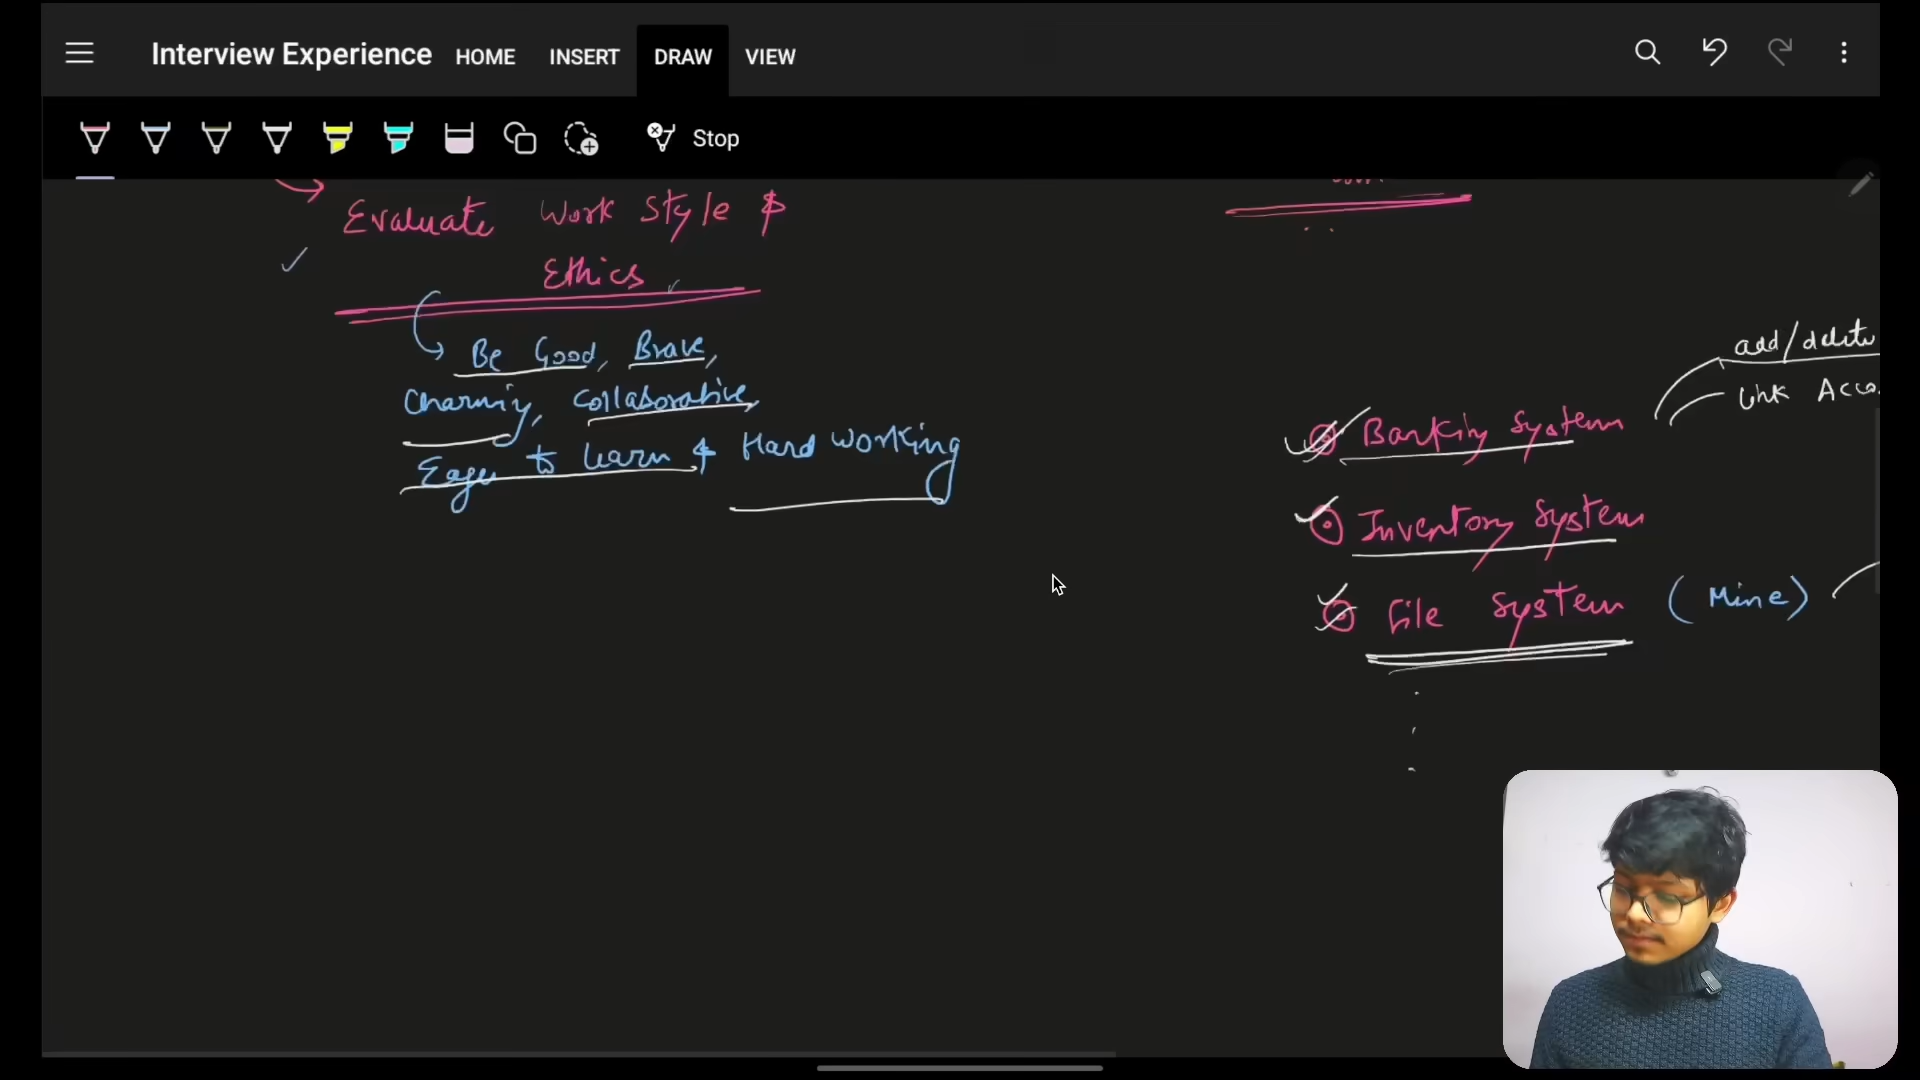 Interview Experience HOME INSERT DRAW VIEW
Stop
Evaluate Work Style &
Ethics
Be Good, Brave,
Charming, Collaborative,
Eager to learn & Hard working
add/delete
Link Acco
Banking System
Inventory System
File System (Mine)